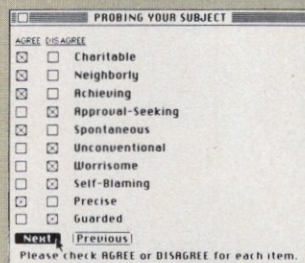 PROBING YOUR SUBJECT
AGREE DISAGREE
Charitable
Neighborly
Achieving
Approval-Seeking
Spontaneous
Unconventional
Worrisome
Self-Blaming
Precise
Guarded
Next Previous
Please check AGREE or DISAGREE for each item.